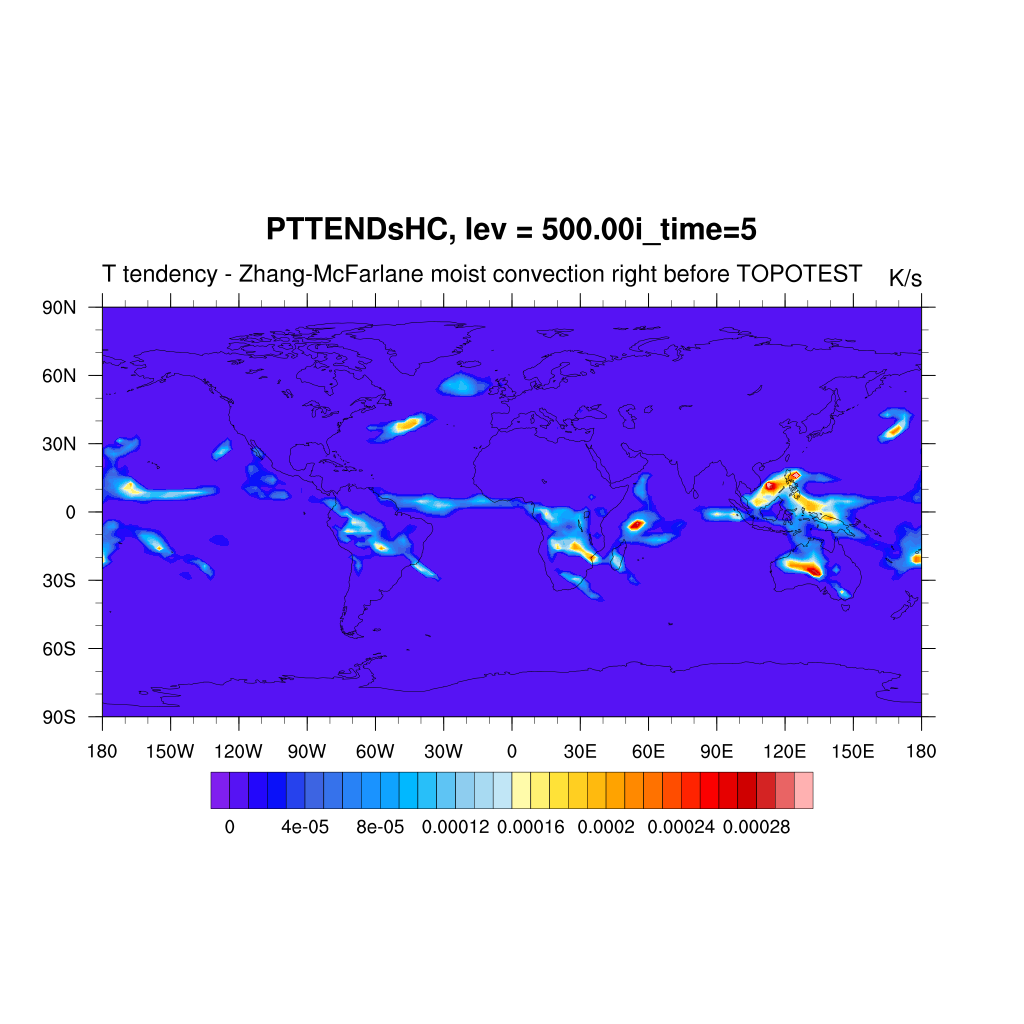 PTTENDsHC, lev = 500.00i_time=5
T tendency - Zhang-McFarlane moist convection right before TOPOTEST K/s
90N
60N
30N
0
30S
60S
90S
180 150W 120W 90W 60W 30W 0 30E 60E 90E 120E 150E 180
0 4e-05 8e-05 0.00012 0.00016 0.0002 0.00024 0.00028